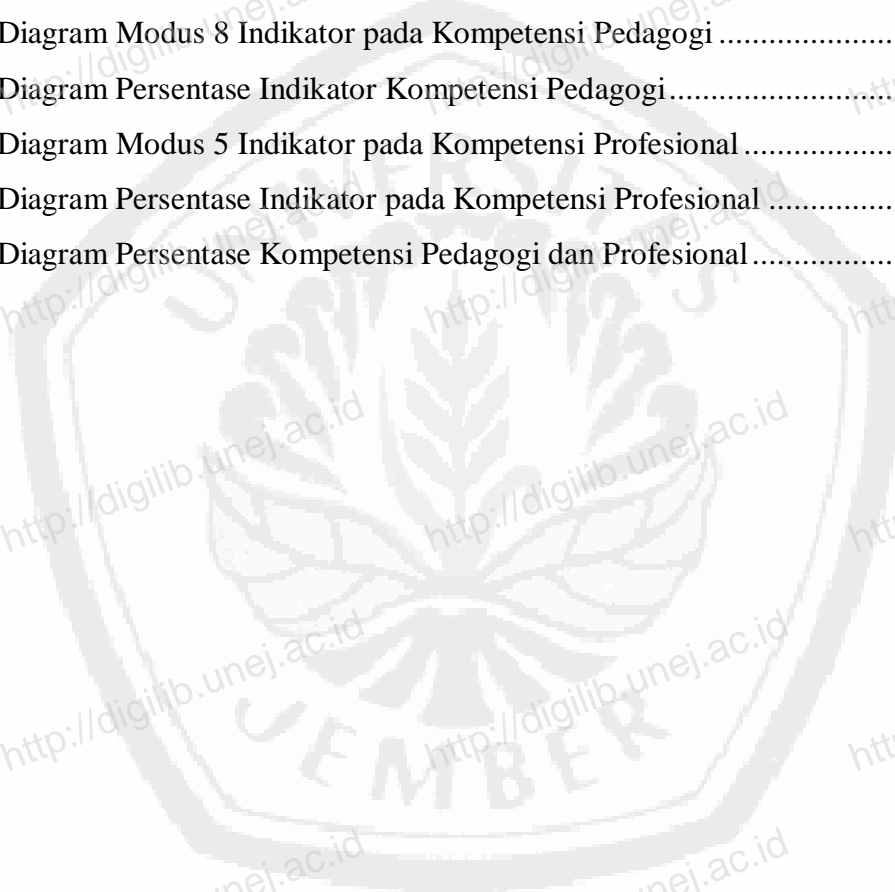 Diagram Modus 8 Indikator pada Kompetensi Pedagogi ....................
Diagram Persentase Indikator Kompetensi Pedagogi ..........................
Diagram Modus 5 Indikator pada Kompetensi Profesional .................
Diagram Persentase Indikator pada Kompetensi Profesional ..............
Diagram Persentase Kompetensi Pedagogi dan Profesional ................
UNIVERSITAS
JEMBER
http://digilib.unej.ac.id
http://digilib.unej.ac.id
http://digilib.unej.ac.id
http://digilib.unej.ac.id
http://digilib.unej.ac.id
http://digilib.unej.ac.id